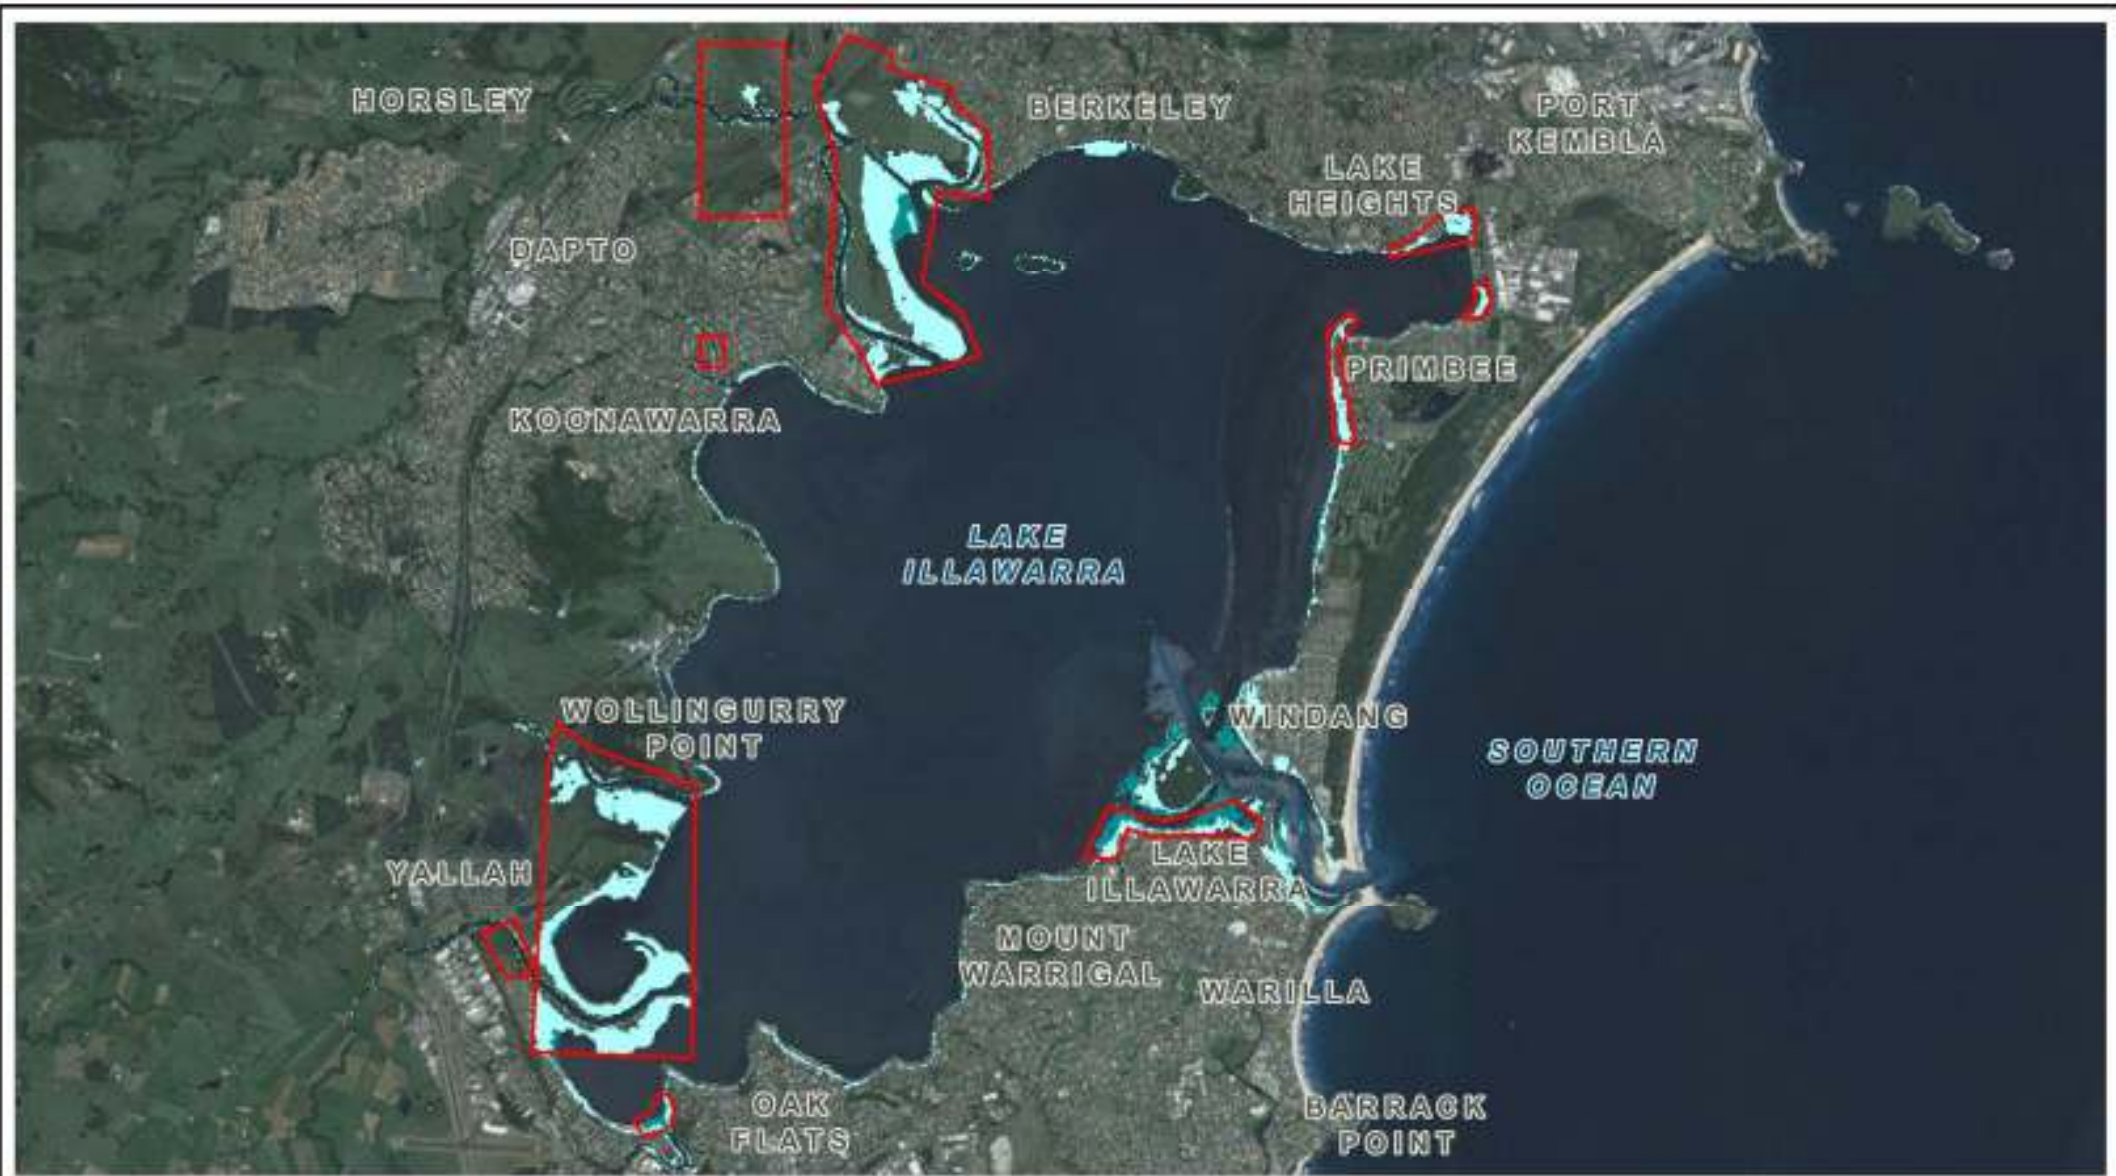 HORSLEY
BERKELEY
PORT
KEMBLA
LAKE
HEIGHTS
DAPTO
PRIMBEE
KOONAWARRA
LAKE
ILLAWARRA
WOLLINGURRY
POINT
WINDANG
SOUTHERN
OCEAN
YALLAH
LAKE
ILLAWARRA
MOUNT
WARRIGAL
WARILLA
OAK
FLATS
BARRACK
POINT